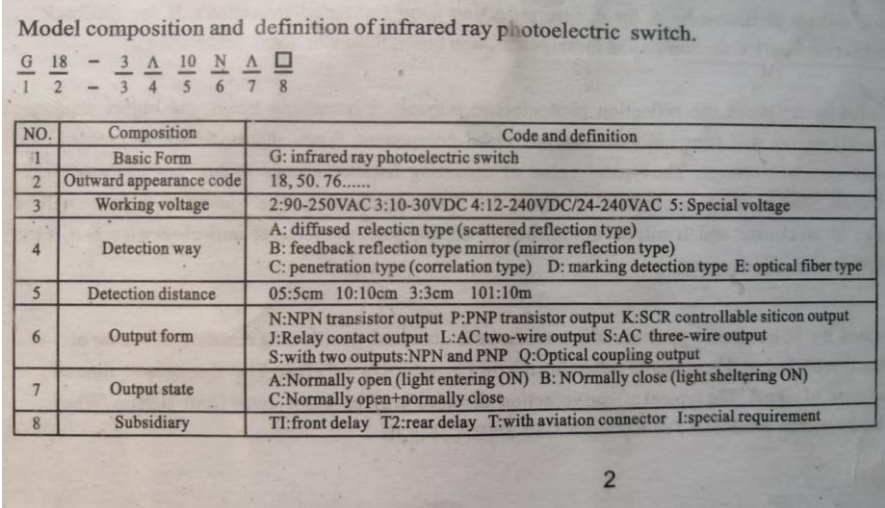 Model composition and definition of infrared ray photoelectric switch.
G 18 - 3 Λ 10 N Λ □
1 2 - 3 4 5 6 7 8
NO. Composition Code and definition
1 Basic Form G: infrared ray photoelectric switch
2 Outward appearance code 18, 50. 76......
3 Working voltage 2:90-250VAC 3:10-30VDC 4:12-240VDC/24-240VAC 5: Special voltage
4 Detection way A: diffused relecticn type (scattered reflection type)
B: feedback reflection type mirror (mirror reflection type)
C: penetration type (correlation type) D: marking detection type E: optical fiber type
5 Detection distance 05:5cm 10:10cm 3:3cm 101:10m
6 Output form N:NPN transistor output P:PNP transistor output K:SCR controllable siticon output
J:Relay contact output L:AC two-wire output S:AC three-wire output
S:with two outputs:NPN and PNP Q:Optical coupling output
7 Output state A:Normally open (light entering ON) B: NOrmally close (light sheltering ON)
C:Normally open+normally close
8 Subsidiary TI:front delay T2:rear delay T:with aviation connector I:special requirement
2